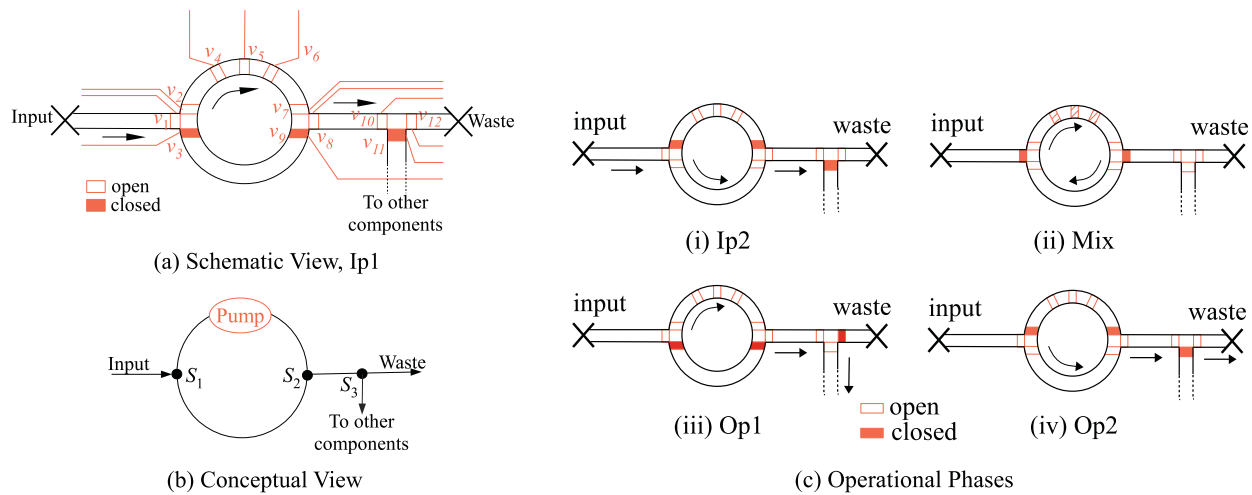 v4
v5
v6
v2
Input
v1
v7
v10
v12
Waste
v3
v9
v8
v11
open
closed
To other
components
(a) Schematic View, Ip1
Pump
Input
S1
S2
S3
Waste
To other
components
(b) Conceptual View
input
waste
(i) Ip2
input
waste
(ii) Mix
input
waste
(iii) Op1
input
waste
(iv) Op2
open
closed
(c) Operational Phases